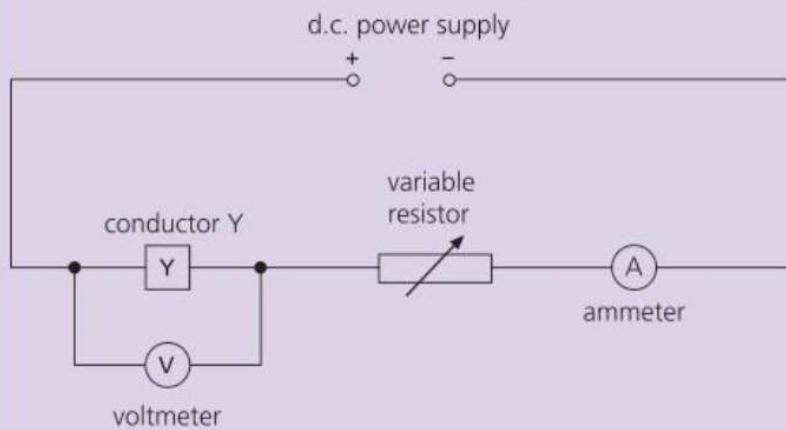 d.c. power supply
+ −
variable
resistor
conductor Y
Y
A
ammeter
V
voltmeter